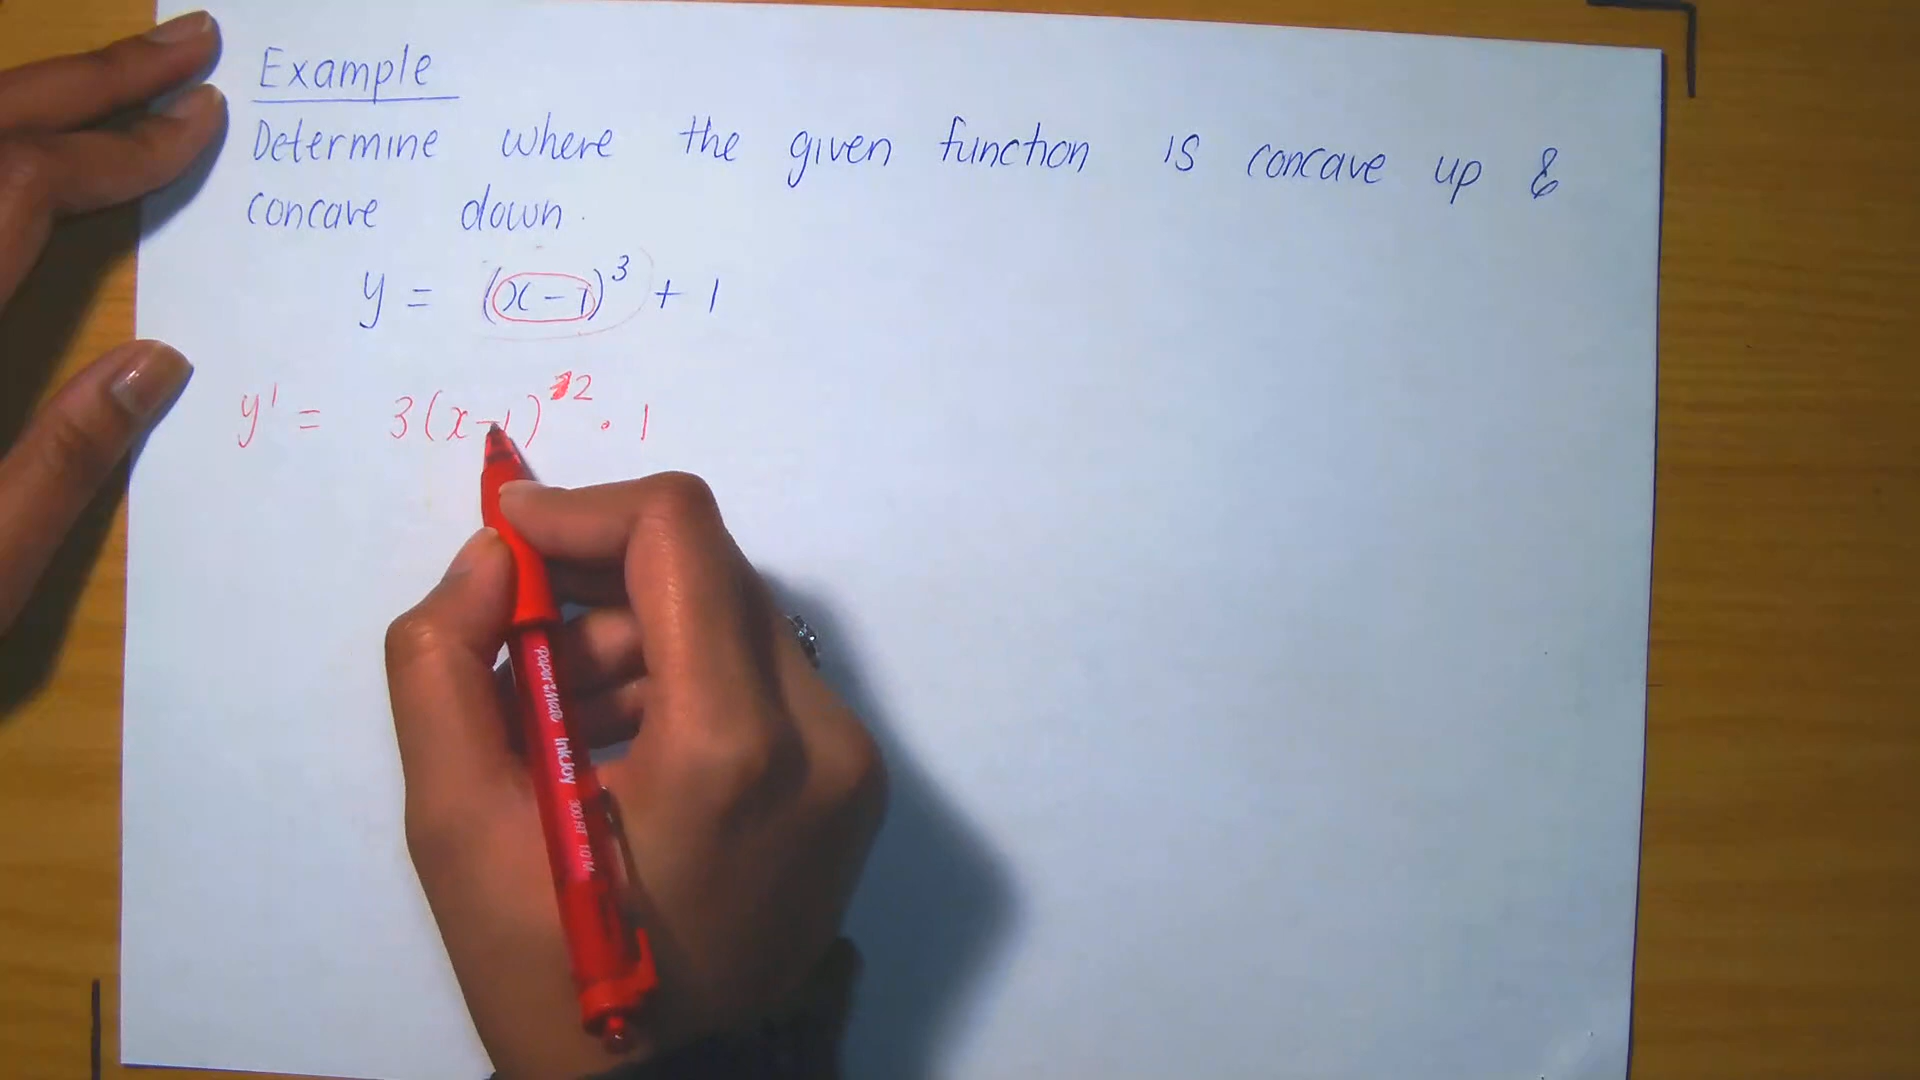 Example
Determine where the given function is concave up &
concave down.
y = (x-1)³ + 1
y' = 3(x-1)² · 1
PaperMate InkJoy 300 RT 1.0 M